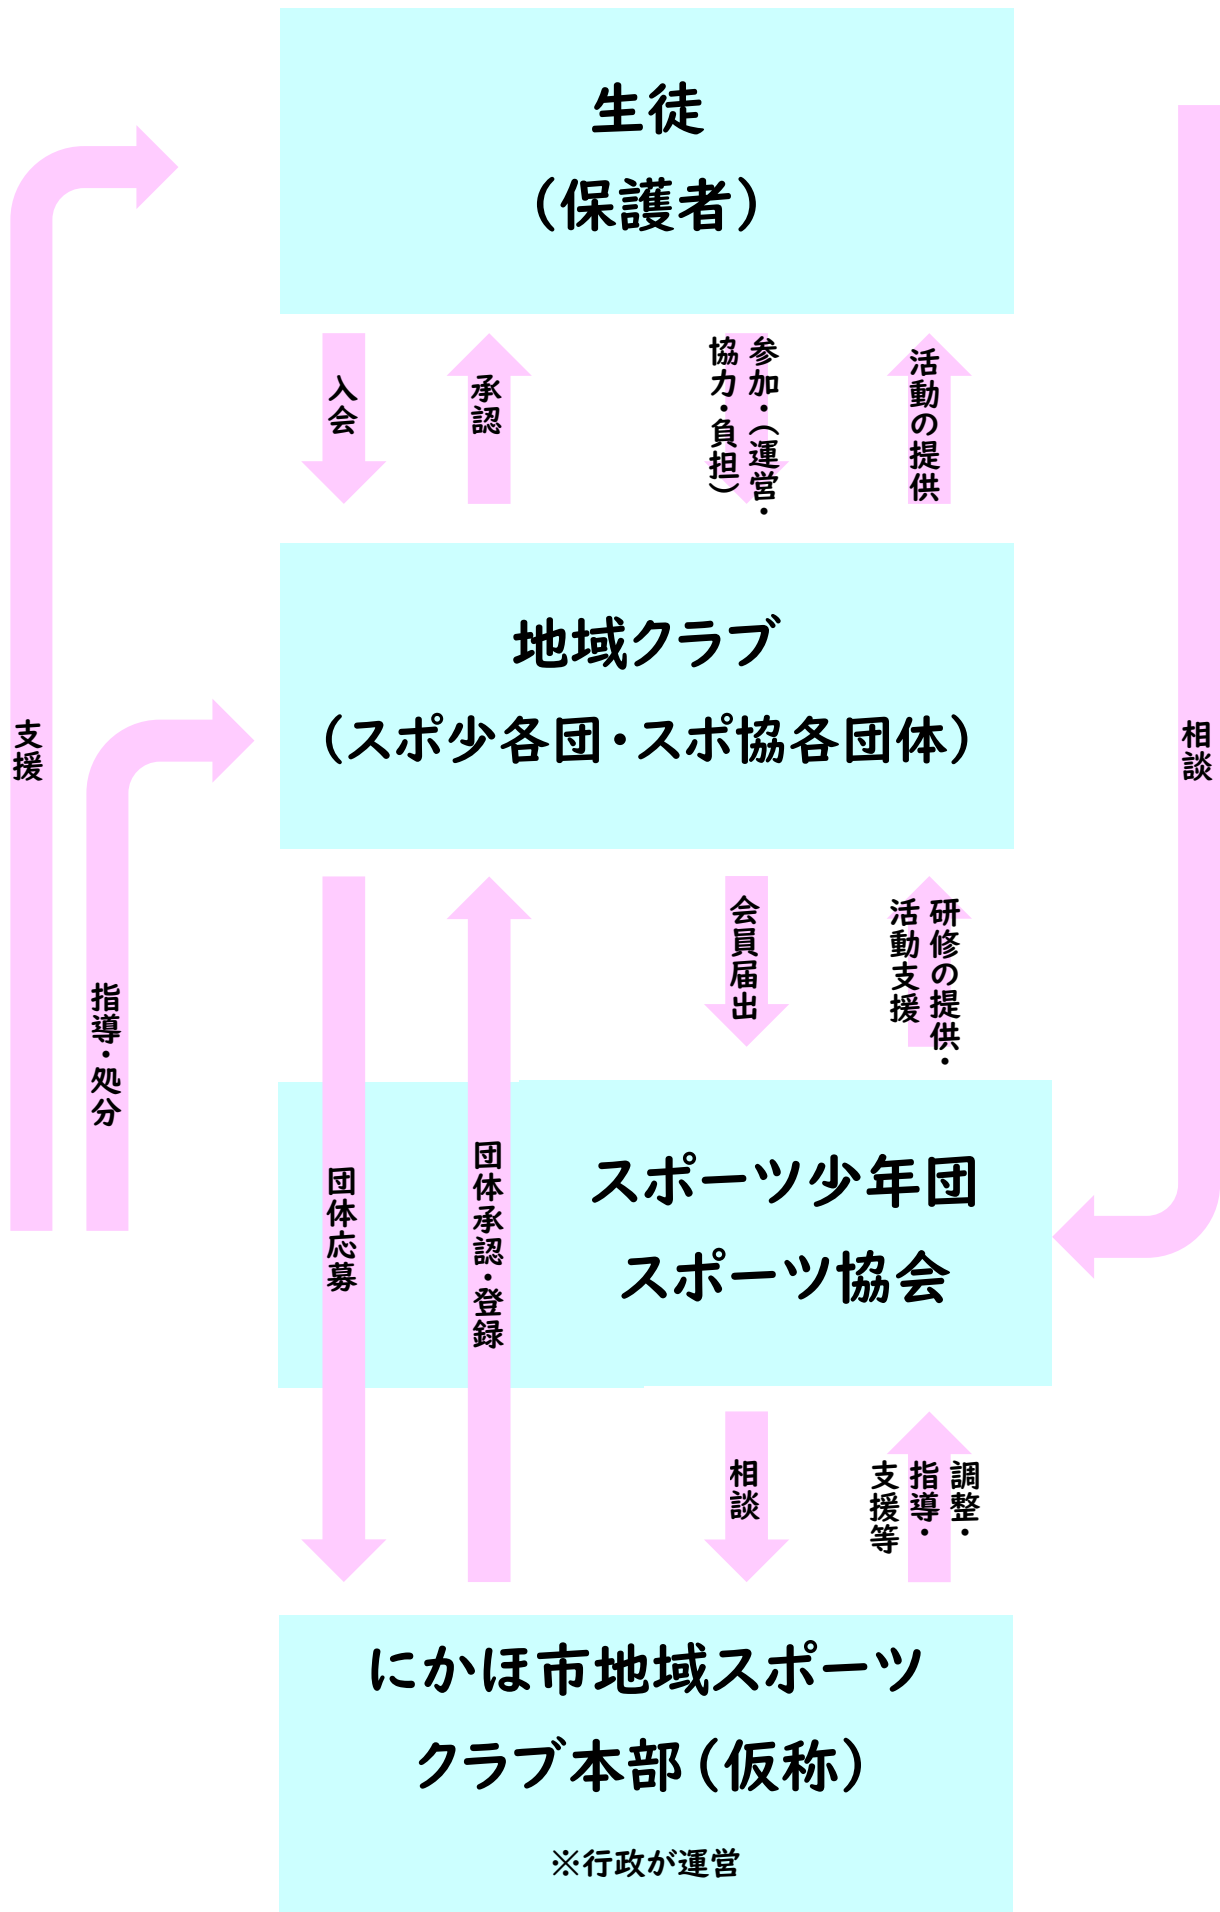 生徒
（保護者）
入会
承認
参加・（運営・
協力・負担）
活動の提供
地域クラブ
（スポ少各団・スポ協各団体）
支援
相談
指導・処分
会員届出
研修の提供・
活動支援
団体応募
団体承認・登録
スポーツ少年団
スポーツ協会
相談
調整・
指導・
支援等
にかほ市地域スポーツ
クラブ本部（仮称）
※行政が運営